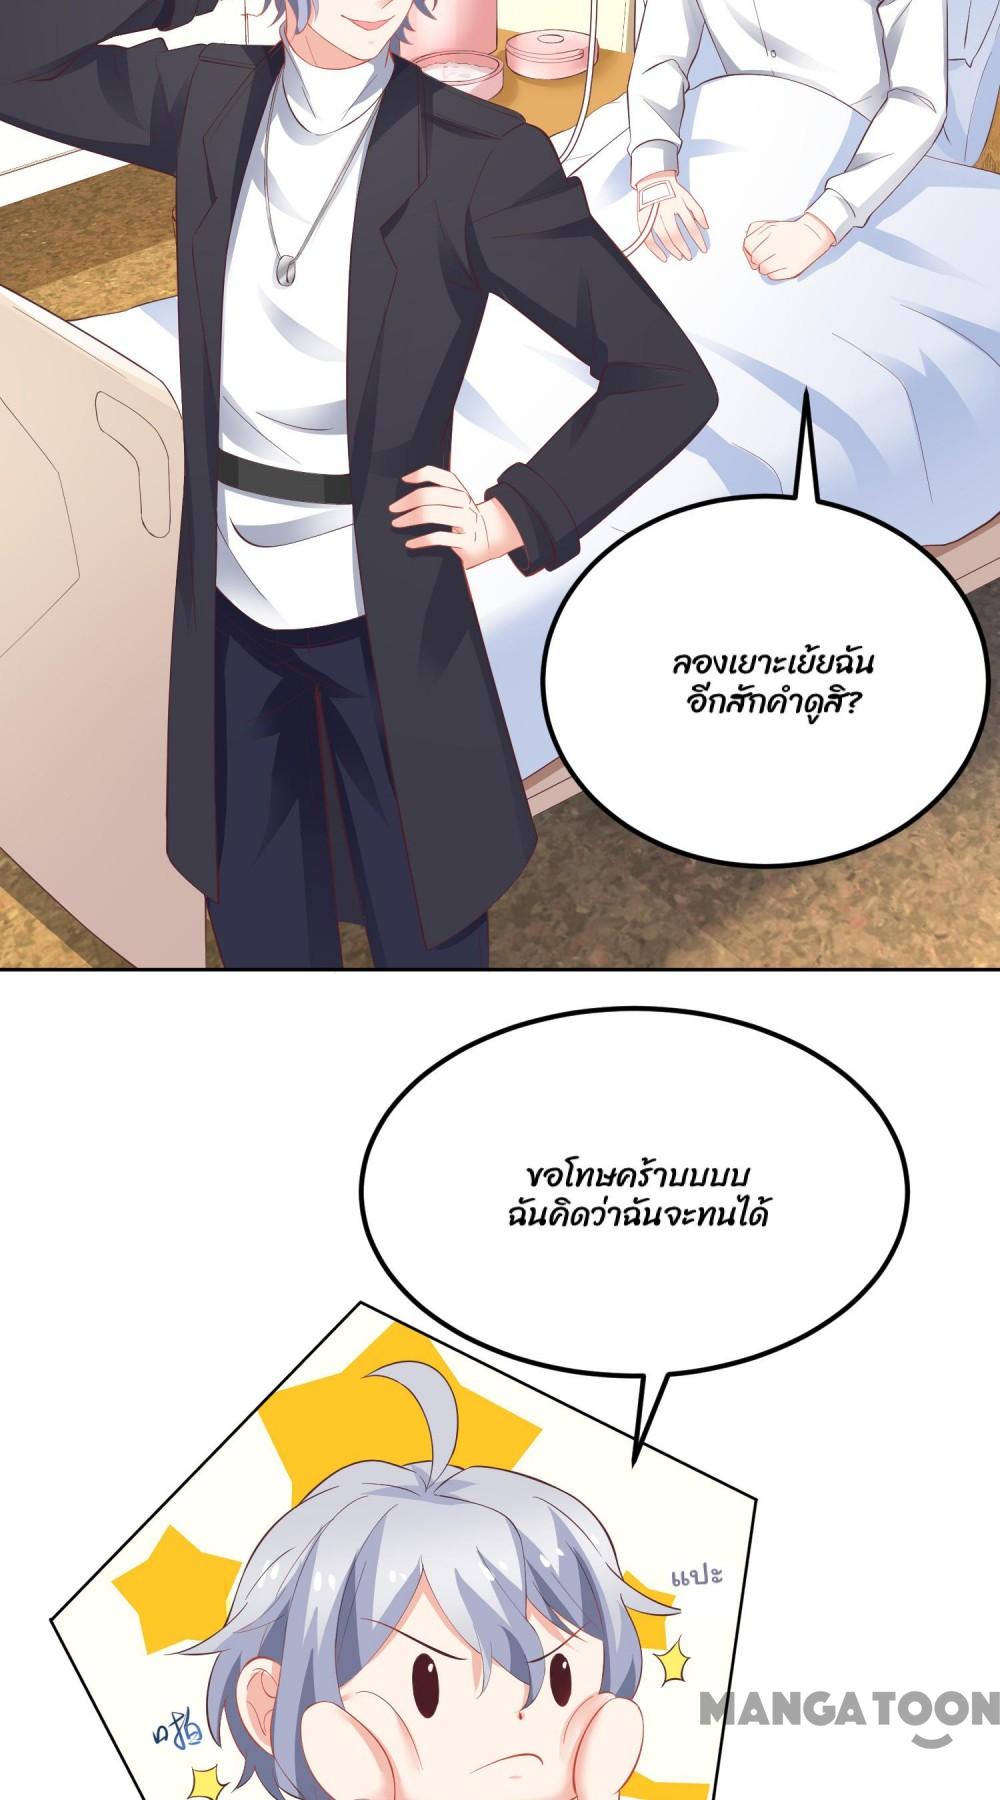 ลองเยาะเย้ยฉัน
อีกสักคำดูสิ?
ขอโทษคร้าบบบบ
ฉันคิดว่าฉันจะทนได้
แปะ
口拍
MANGATOON